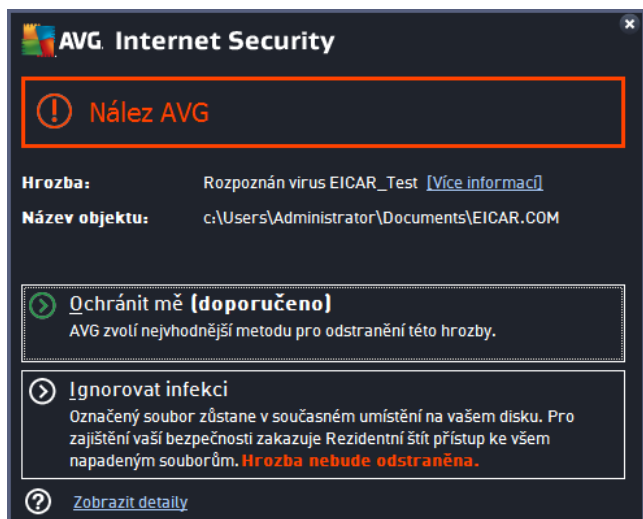 AVG. Internet Security
Nález AVG
Hrozba: Rozpoznán virus EICAR_Test [Více informací]
Název objektu: c:\Users\Administrator\Documents\EICAR.COM
Ochránit mě (doporučeno)
AVG zvolí nejvhodnější metodu pro odstranění této hrozby.
Ignorovat infekci
Označený soubor zůstane v současném umístění na vašem disku. Pro
zajištění vaší bezpečnosti zakazuje Rezidentní štít přístup ke všem
napadeným souborům. Hrozba nebude odstraněna.
Zobrazit detaily